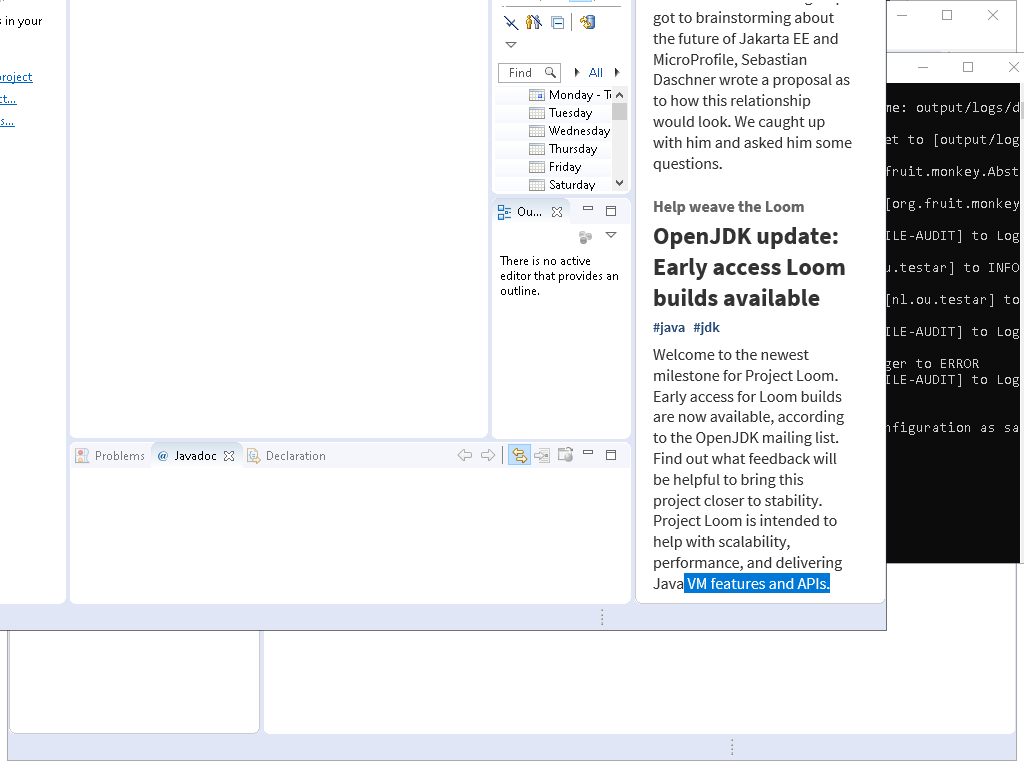 s in your
project
ct...
s...
Find
All
Monday - T
Tuesday
Wednesday
Thursday
Friday
Saturday
Ou...
There is no active
editor that provides an
outline.
got to brainstorming about
the future of Jakarta EE and
MicroProfile, Sebastian
Daschner wrote a proposal as
to how this relationship
would look. We caught up
with him and asked him some
questions.
Help weave the Loom
OpenJDK update:
Early access Loom
builds available
#java #jdk
Welcome to the newest
milestone for Project Loom.
Early access for Loom builds
are now available, according
to the OpenJDK mailing list.
Find out what feedback will
be helpful to bring this
project closer to stability.
Project Loom is intended to
help with scalability,
performance, and delivering
Java VM features and APIs.
me: output/logs/d
et to [output/log
fruit.monkey.Abst
[org.fruit.monkey
ILE-AUDIT] to Log
u.testar] to INFO
[nl.ou.testar] to
ILE-AUDIT] to Log
ger to ERROR
ILE-AUDIT] to Log
nfiguration as sa
Problems
@ Javadoc
Declaration